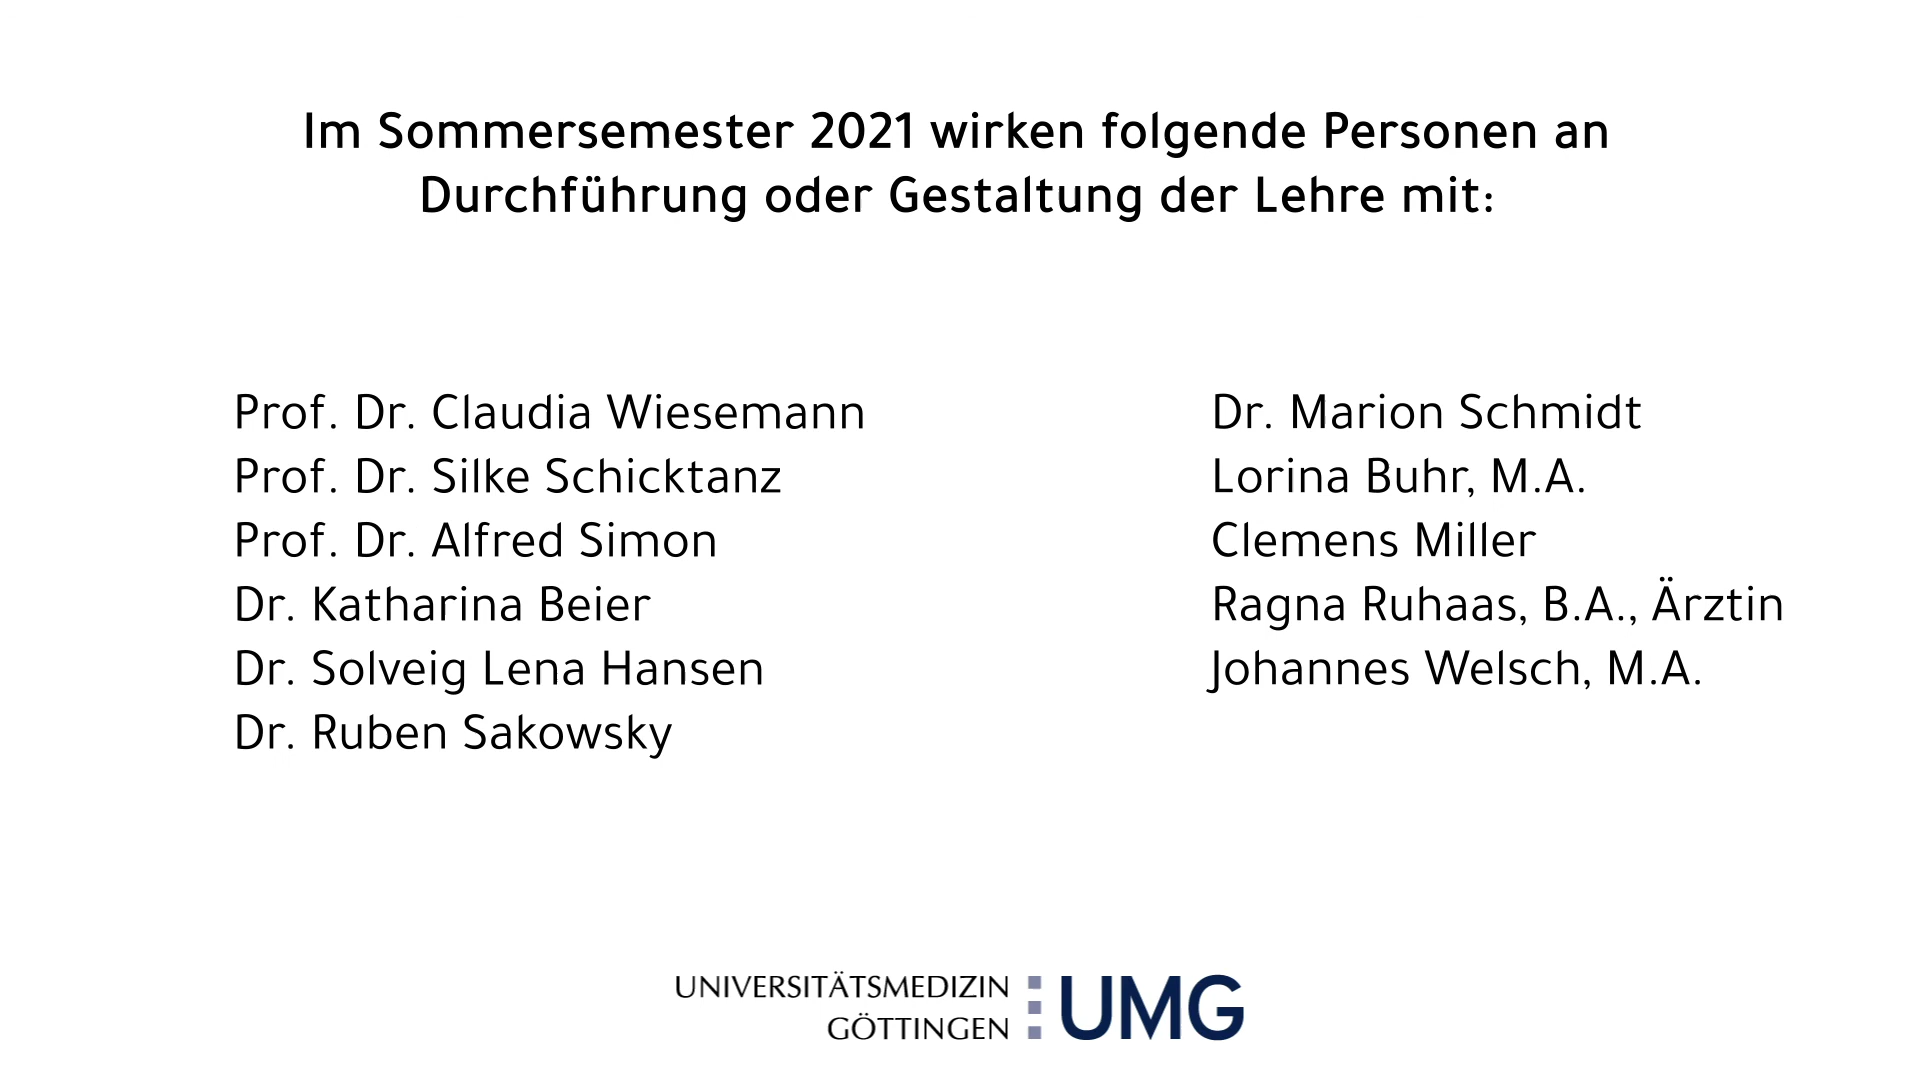 Im Sommersemester 2021 wirken folgende Personen an
Durchführung oder Gestaltung der Lehre mit:
Prof. Dr. Claudia Wiesemann
Prof. Dr. Silke Schicktanz
Prof. Dr. Alfred Simon
Dr. Katharina Beier
Dr. Solveig Lena Hansen
Dr. Ruben Sakowsky
Dr. Marion Schmidt
Lorina Buhr, M.A.
Clemens Miller
Ragna Ruhaas, B.A., Ärztin
Johannes Welsch, M.A.
UNIVERSITÄTSMEDIZIN
GÖTTINGEN
UMG